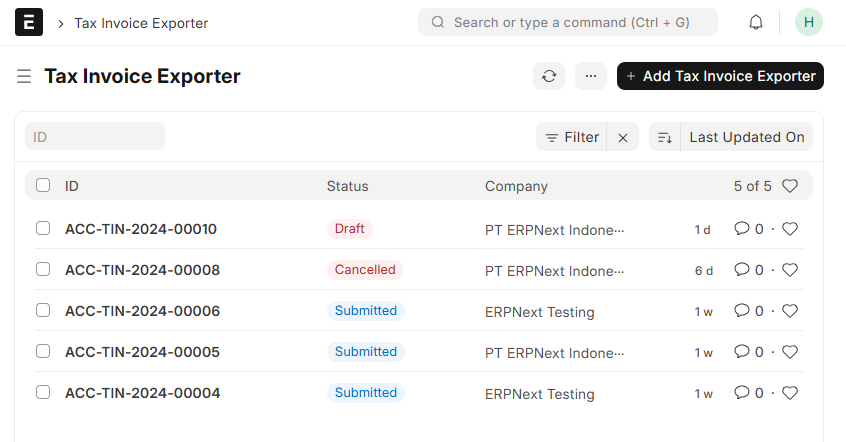 E > Tax Invoice Exporter Search or type a command (Ctrl + G) H
Tax Invoice Exporter ··· + Add Tax Invoice Exporter
ID Filter × Last Updated On
ID Status Company 5 of 5
ACC-TIN-2024-00010 Draft PT ERPNext Indone··· 1 d 0 ·
ACC-TIN-2024-00008 Cancelled PT ERPNext Indone··· 6 d 0 ·
ACC-TIN-2024-00006 Submitted ERPNext Testing 1 w 0 ·
ACC-TIN-2024-00005 Submitted PT ERPNext Indone··· 1 w 0 ·
ACC-TIN-2024-00004 Submitted ERPNext Testing 1 w 0 ·